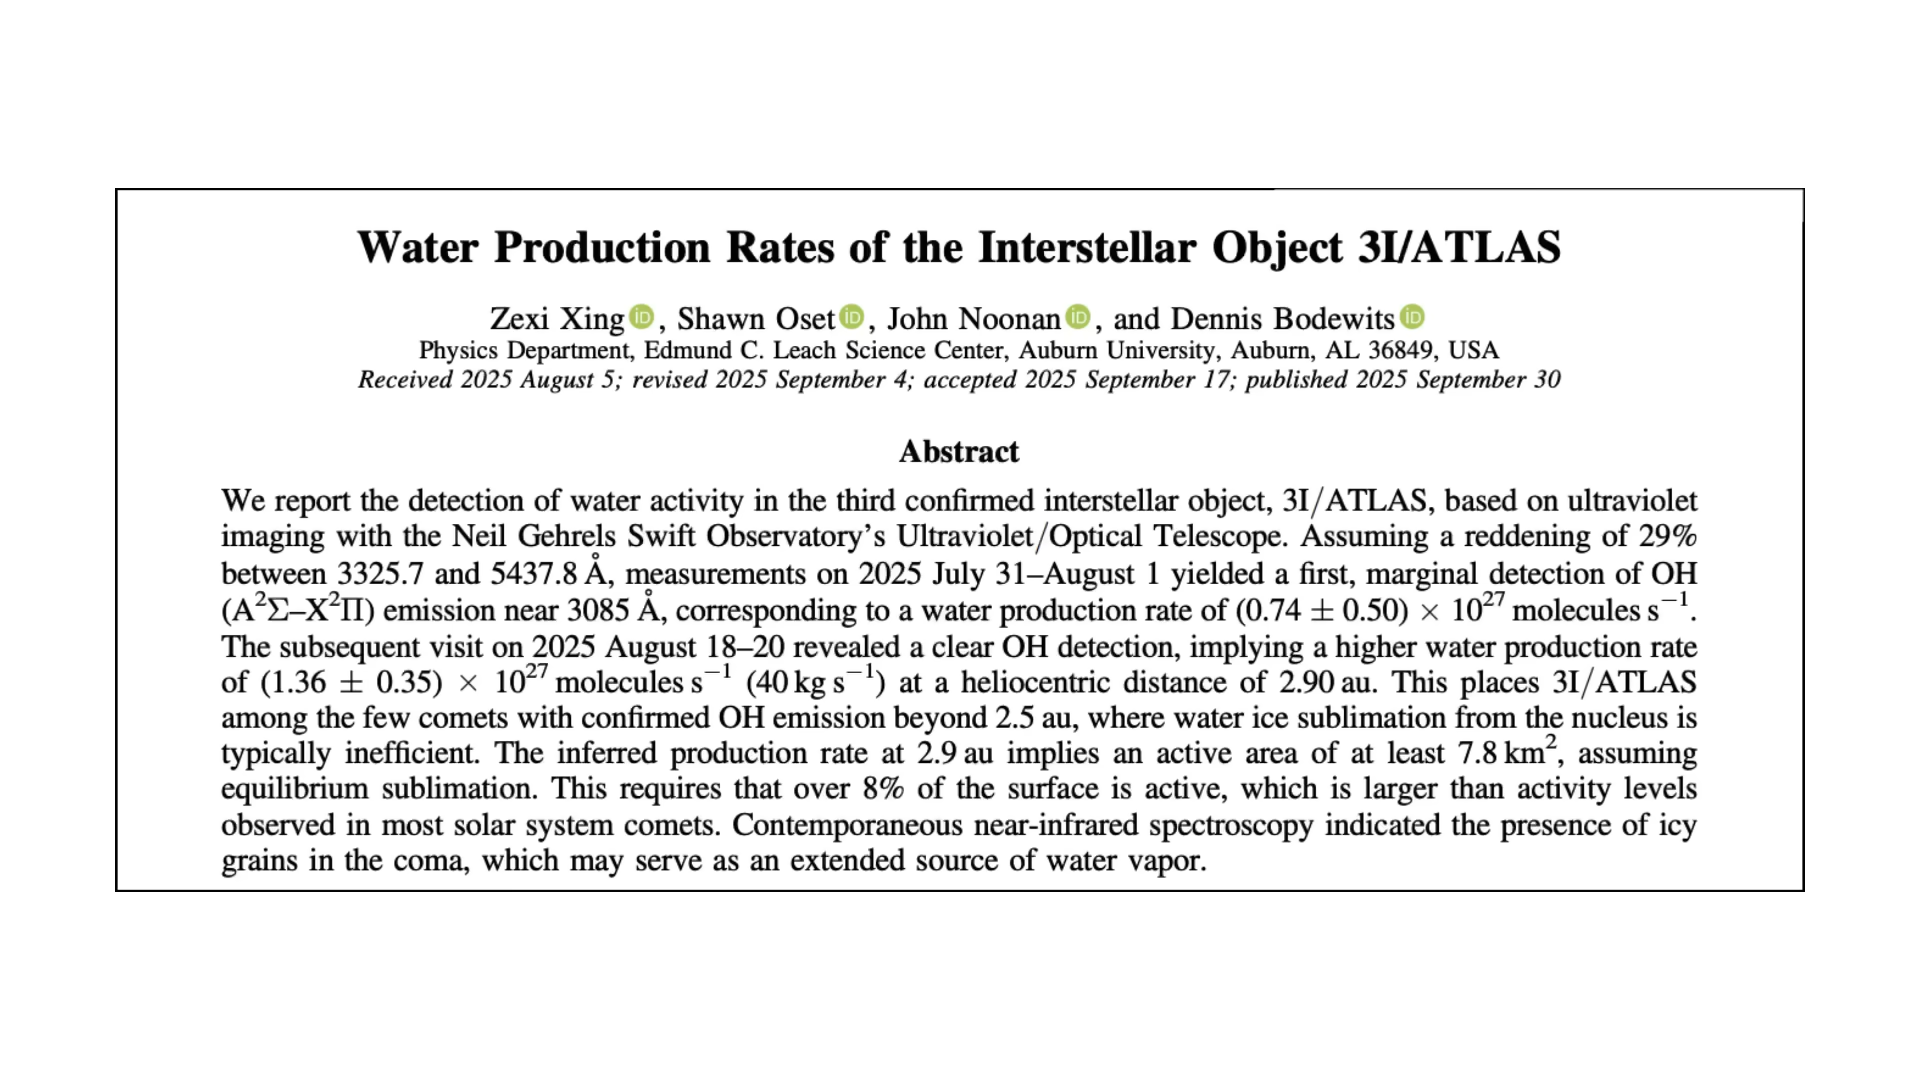 Water Production Rates of the Interstellar Object 3I/ATLAS
Zexi Xing iD, Shawn Oset iD, John Noonan iD, and Dennis Bodewits iD
Physics Department, Edmund C. Leach Science Center, Auburn University, Auburn, AL 36849, USA
Received 2025 August 5; revised 2025 September 4; accepted 2025 September 17; published 2025 September 30
Abstract
We report the detection of water activity in the third confirmed interstellar object, 3I/ATLAS, based on ultraviolet
imaging with the Neil Gehrels Swift Observatory’s Ultraviolet/Optical Telescope. Assuming a reddening of 29%
between 3325.7 and 5437.8 Å, measurements on 2025 July 31–August 1 yielded a first, marginal detection of OH
(A²Σ–X²Π) emission near 3085 Å, corresponding to a water production rate of (0.74 ± 0.50) × 10²⁷ molecules s⁻¹.
The subsequent visit on 2025 August 18–20 revealed a clear OH detection, implying a higher water production rate
of (1.36 ± 0.35) × 10²⁷ molecules s⁻¹ (40 kg s⁻¹) at a heliocentric distance of 2.90 au. This places 3I/ATLAS
among the few comets with confirmed OH emission beyond 2.5 au, where water ice sublimation from the nucleus is
typically inefficient. The inferred production rate at 2.9 au implies an active area of at least 7.8 km², assuming
equilibrium sublimation. This requires that over 8% of the surface is active, which is larger than activity levels
observed in most solar system comets. Contemporaneous near-infrared spectroscopy indicated the presence of icy
grains in the coma, which may serve as an extended source of water vapor.